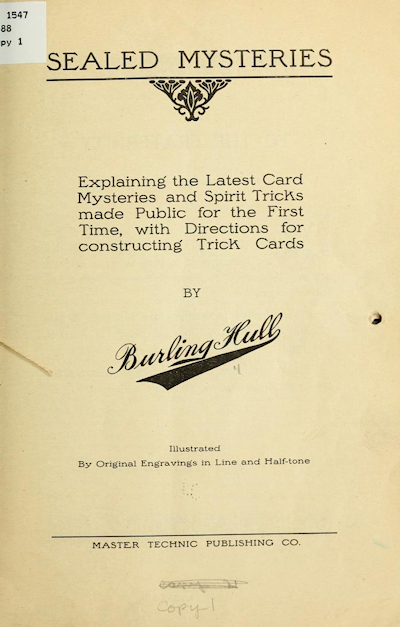 1547
88
py 1
SEALED MYSTERIES
Explaining the Latest Card
Mysteries and Spirit Tricks
made Public for the First
Time, with Directions for
constructing Trick Cards
BY
Burling Hull
Illustrated
By Original Engravings in Line and Half-tone
MASTER TECHNIC PUBLISHING CO.
Copy 1